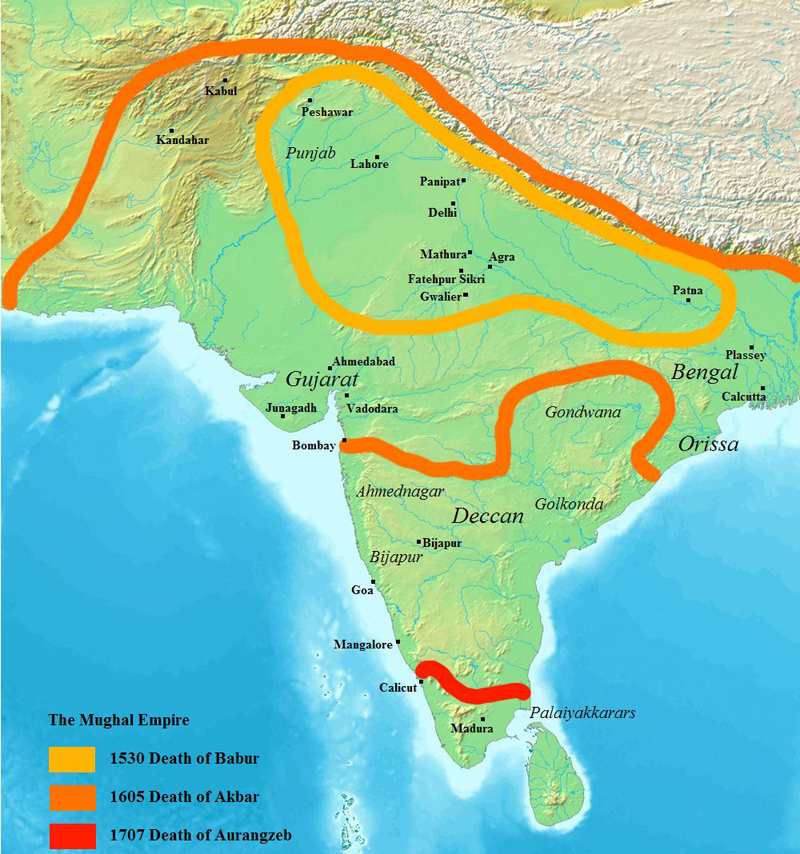 Kabul
Peshawar
Kandahar
Punjab
Lahore
Panipat
Delhi
Mathura
Agra
Fatehpur Sikri
Gwalier
Patna
Plassey
Ahmedabad
Bengal
Gujarat
Calcutta
Junagadh
Vadodara
Gondwana
Bombay
Orissa
Ahmednagar
Golkonda
Deccan
Bijapur
Bijapur
Goa
Mangalore
Calicut
Palaiyakkarars
Madura
The Mughal Empire
1530 Death of Babur
1605 Death of Akbar
1707 Death of Aurangzeb